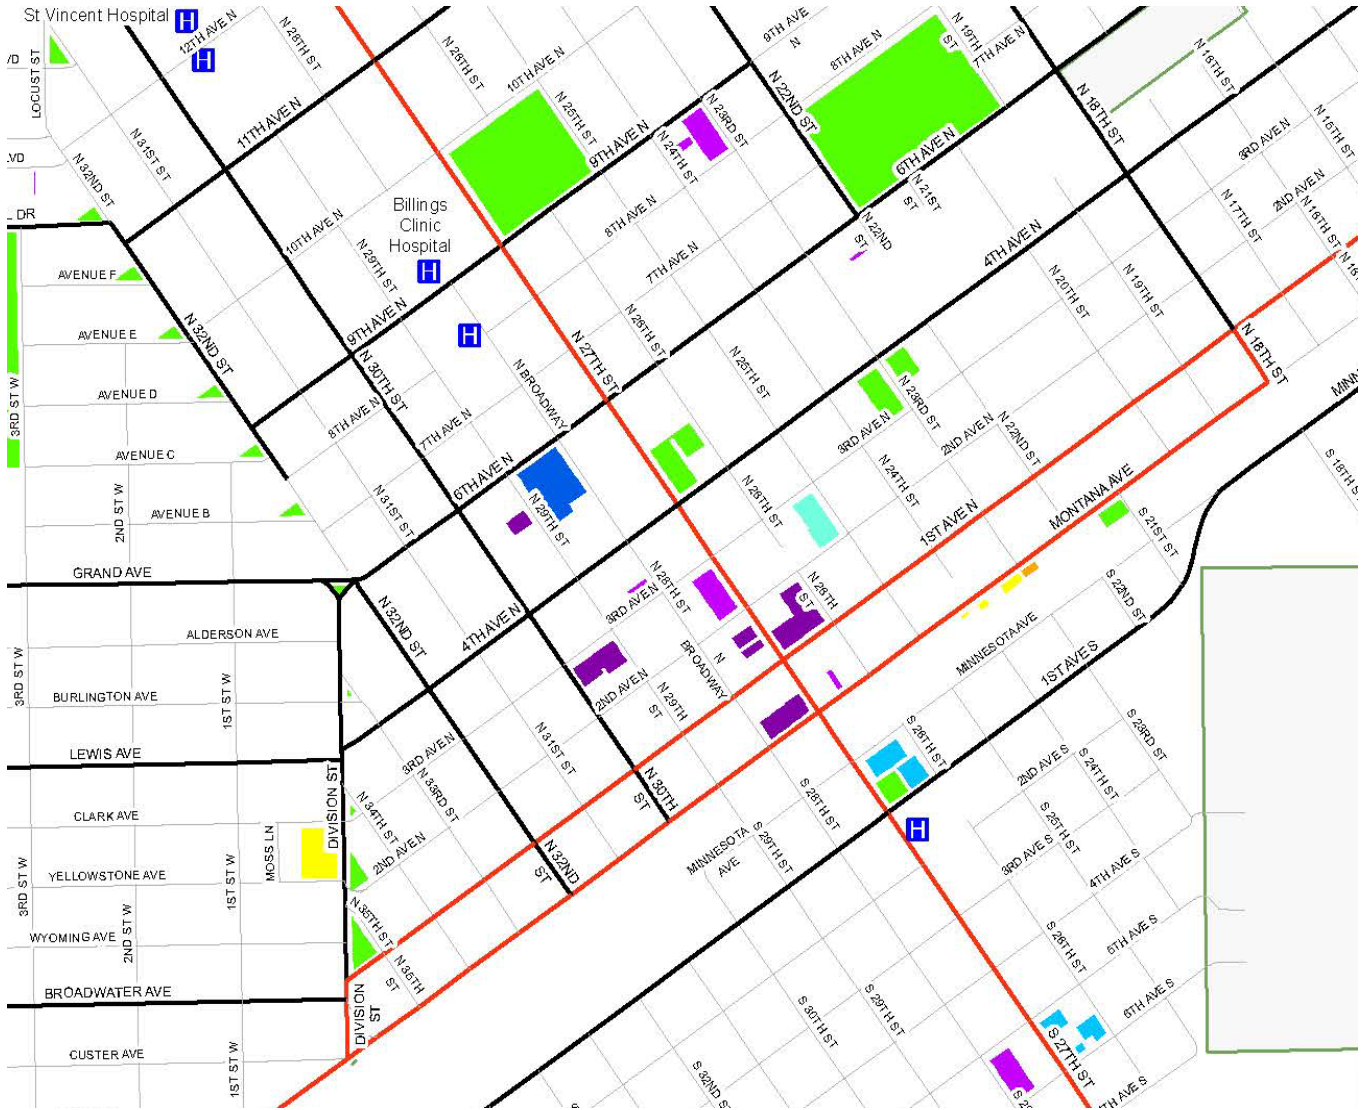 St Vincent Hospital
12TH AVE N
N 28TH ST
N 26TH ST
10TH AVE N
9TH AVE
N
8TH AVE N
N 19TH
ST
7TH AVE N
N 16TH ST
LOCUST ST
11TH AVE N
N 25TH ST
N 22ND ST
N 18TH ST
N 15TH ST
N 23RD ST
9TH AVE N
N 24TH ST
6TH AVE N
3RD AVE N
N 31ST ST
N 32ND ST
N 21ST
ST
2ND AVE N
N 17TH ST
N 16TH ST
DR
Billings
Clinic
Hospital
8TH AVE N
10TH AVE N
N 29TH ST
N 22ND
ST
4TH AVE N
7TH AVE N
AVENUE F
N 20TH ST
N 19TH ST
9TH AVE N
N 26TH ST
AVENUE E
N 32ND ST
N 27TH ST
N 18TH ST
N 30TH ST
N BROADWAY
N 25TH ST
AVENUE D
3RD ST W
8TH AVE N
7TH AVE N
N 23RD ST
3RD AVE N
2ND AVE N
N 22ND ST
AVENUE C
6TH AVE N
N 24TH ST
MONTANA AVE
S 18TH ST
2ND ST W
AVENUE B
N 31ST ST
N 29TH ST
N 26TH ST
1ST AVE N
S 21ST ST
GRAND AVE
N 28TH ST
3RD AVE N
S 22ND ST
N 32ND ST
4TH AVE N
ALDERSON AVE
MINNESOTA AVE
1ST AVE S
3RD ST W
BURLINGTON AVE
1ST ST W
2ND AVE N
N
BROADWAY
N 29TH
ST
LEWIS AVE
3RD AVE N
N 31ST ST
S 26TH ST
S 23RD ST
2ND AVE S
S 24TH ST
N 33RD ST
N 30TH
ST
S 28TH ST
CLARK AVE
DIVISION ST
N 34TH ST
MOSS LN
2ND AVE N
N 32ND
ST
MINNESOTA
AVE
S 29TH ST
S 25TH ST
3RD AVE S
4TH AVE S
3RD ST W
YELLOWSTONE AVE
1ST ST W
N 35TH ST
WYOMING AVE
2ND ST W
S 26TH ST
5TH AVE S
N 36TH
ST
BROADWATER AVE
DIVISION
ST
S 30TH ST
S 29TH ST
6TH AVE S
CUSTER AVE
1ST ST W
S 32ND ST
S 27TH ST